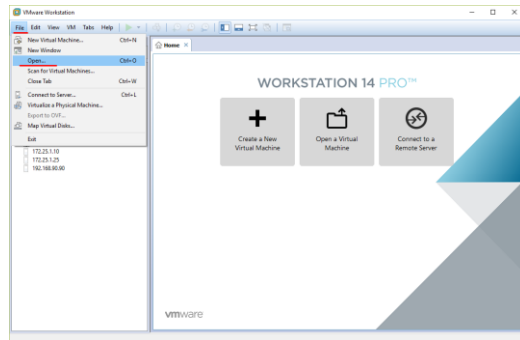 VMware Workstation
File Edit View VM Tabs Help
New Virtual Machine... Ctrl+N
New Window
Open... Ctrl+O
Scan for Virtual Machines...
Close Tab Ctrl+W
Connect to Server... Ctrl+L
Virtualize a Physical Machine...
Export to OVF...
Map Virtual Disks...
Exit
172.25.1.10
172.25.1.25
192.168.90.90
Home
WORKSTATION 14 PRO™
Create a New
Virtual Machine
Open a Virtual
Machine
Connect to a
Remote Server
vmware